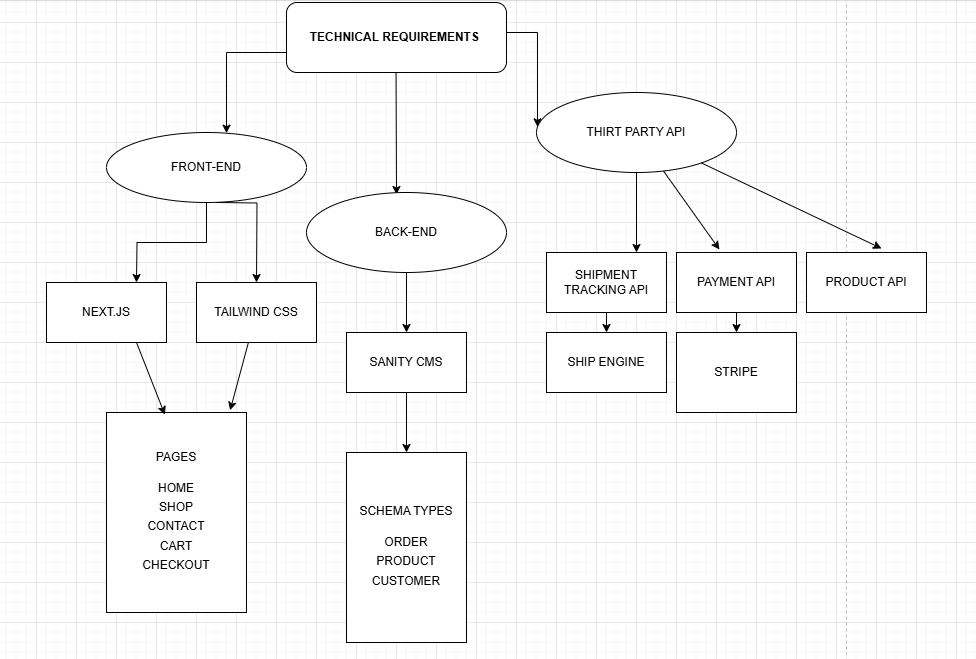 TECHNICAL REQUIREMENTS
THIRT PARTY API
FRONT-END
BACK-END
SHIPMENT
TRACKING API
PAYMENT API
PRODUCT API
NEXT.JS
TAILWIND CSS
SANITY CMS
SHIP ENGINE
STRIPE
PAGES
HOME
SHOP
CONTACT
CART
CHECKOUT
SCHEMA TYPES
ORDER
PRODUCT
CUSTOMER